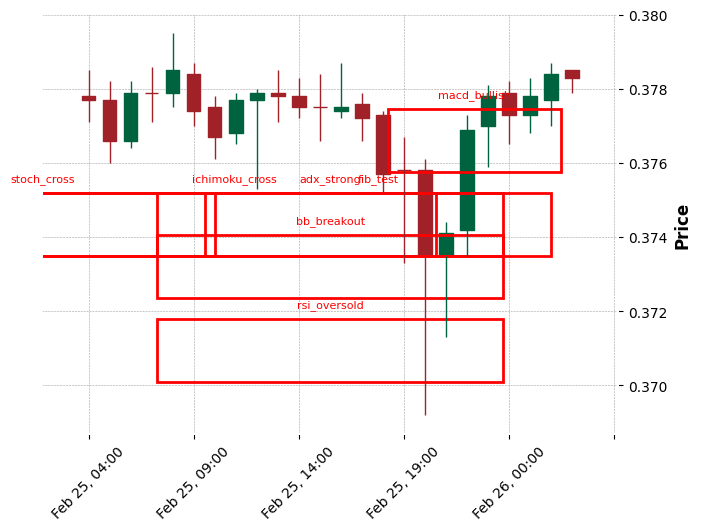 0.380
macd_bullish
0.378
0.376
stoch_cross
ichimoku_cross
adx_strong
fib_test
bb_breakout
0.374
Price
rsi_oversold
0.372
0.370
Feb 25, 04:00
Feb 25, 09:00
Feb 25, 14:00
Feb 25, 19:00
Feb 26, 00:00